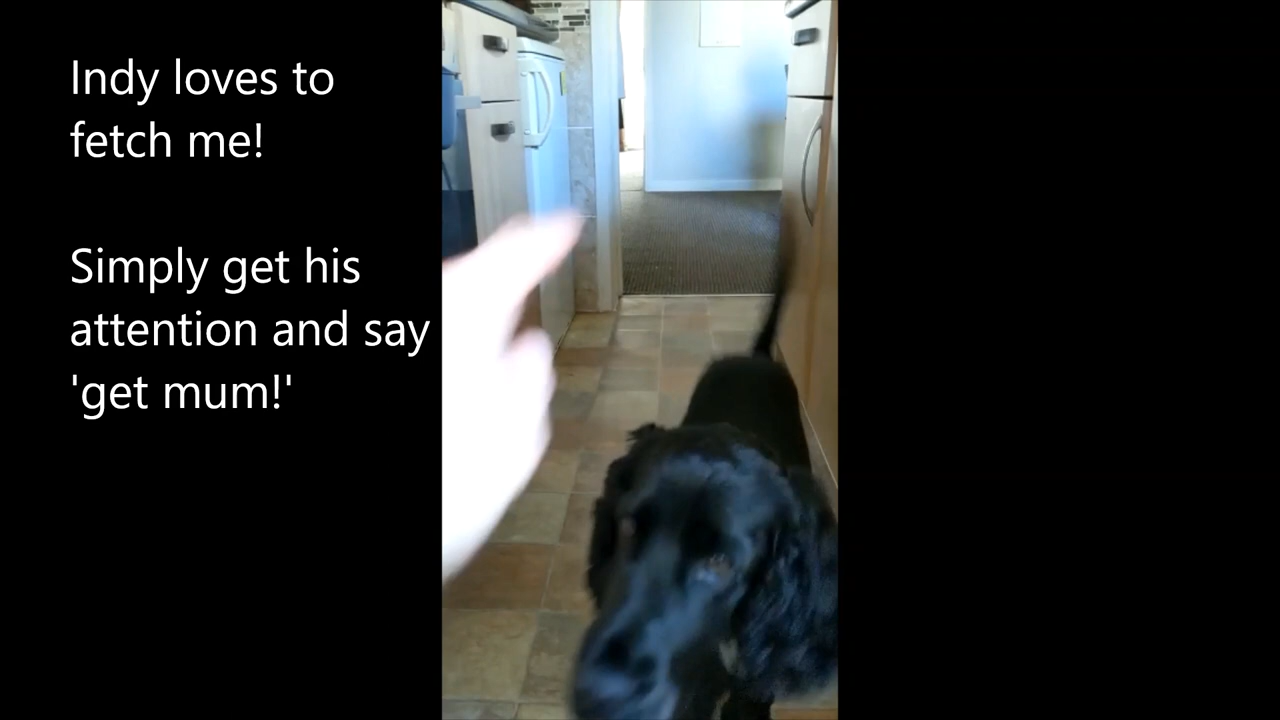 Indy loves to
fetch me!
Simply get his
attention and say
'get mum!'